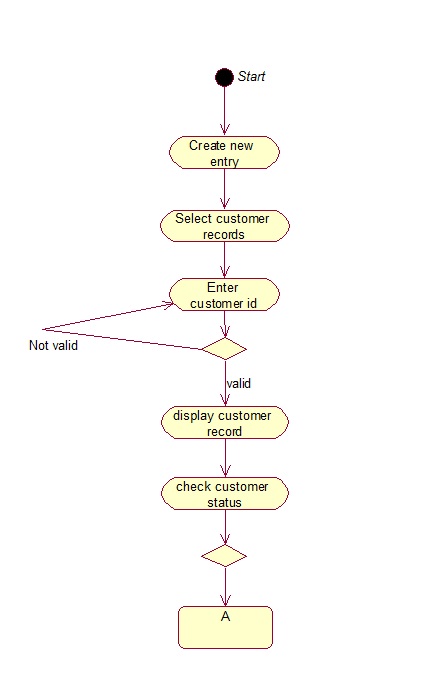 Start
Create new
entry
Select customer
records
Enter
customer id
Not valid
valid
display customer
record
check customer
status
A